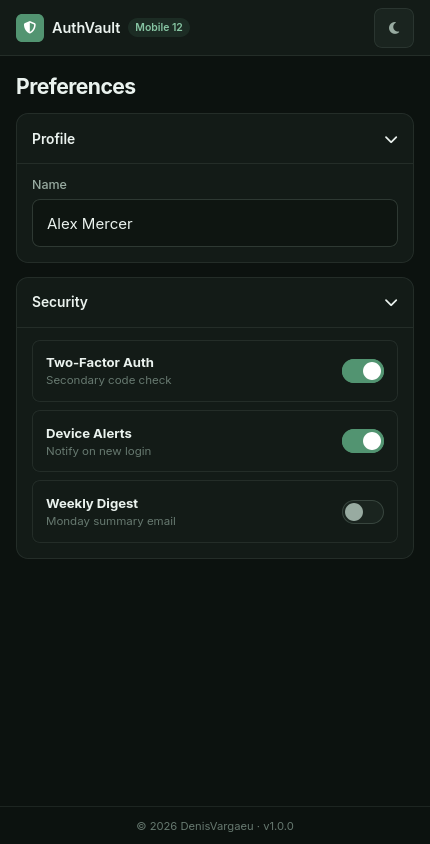 AuthVault Mobile 12
Preferences
Profile
Name
Alex Mercer
Security
Two-Factor Auth
Secondary code check
Device Alerts
Notify on new login
Weekly Digest
Monday summary email
© 2026 DenisVargaeu · v1.0.0